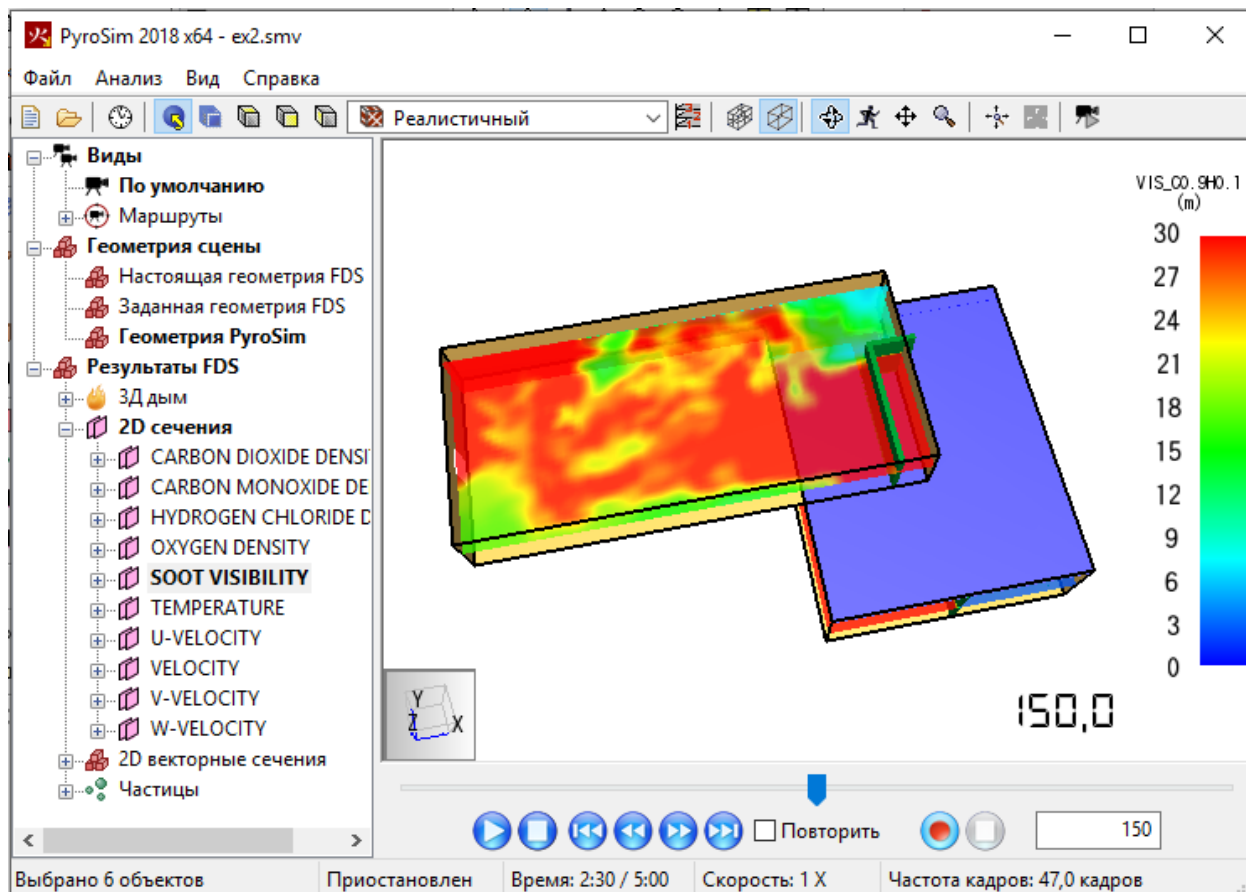 PyroSim 2018 x64 - ex2.smv
Файл Анализ Вид Справка
Реалистичный
Виды
По умолчанию
Маршруты
Геометрия сцены
Настоящая геометрия FDS
Заданная геометрия FDS
Геометрия PyroSim
Результаты FDS
3Д дым
2D сечения
CARBON DIOXIDE DENSI
CARBON MONOXIDE DE
HYDROGEN CHLORIDE D
OXYGEN DENSITY
SOOT VISIBILITY
TEMPERATURE
U-VELOCITY
VELOCITY
V-VELOCITY
W-VELOCITY
2D векторные сечения
Частицы
VIS_C0.9H0.1
(m)
30
27
24
21
18
15
12
9
6
3
0
150,0
Y
Z
X
Повторить
150
Выбрано 6 объектов
Приостановлен
Время: 2:30 / 5:00
Скорость: 1 X
Частота кадров: 47,0 кадров